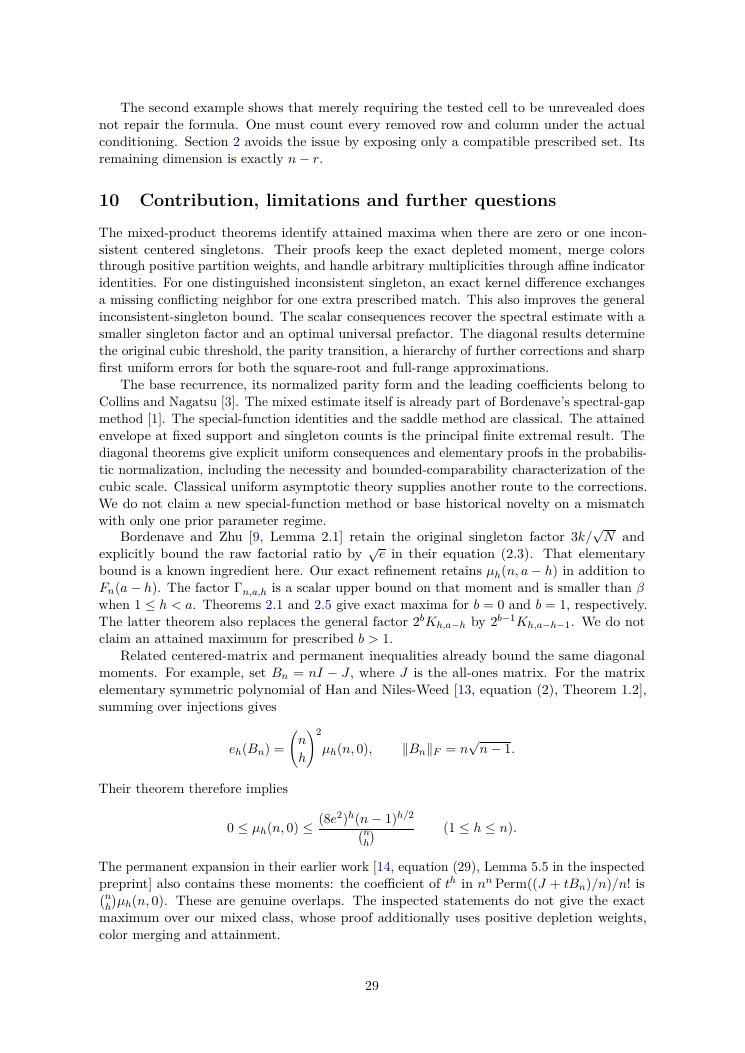 The second example shows that merely requiring the tested cell to be unrevealed does
not repair the formula. One must count every removed row and column under the actual
conditioning. Section 2 avoids the issue by exposing only a compatible prescribed set. Its
remaining dimension is exactly n − r.
10 Contribution, limitations and further questions
The mixed-product theorems identify attained maxima when there are zero or one incon-
sistent centered singletons. Their proofs keep the exact depleted moment, merge colors
through positive partition weights, and handle arbitrary multiplicities through affine indicator
identities. For one distinguished inconsistent singleton, an exact kernel difference exchanges
a missing conflicting neighbor for one extra prescribed match. This also improves the general
inconsistent-singleton bound. The scalar consequences recover the spectral estimate with a
smaller singleton factor and an optimal universal prefactor. The diagonal results determine
the original cubic threshold, the parity transition, a hierarchy of further corrections and sharp
first uniform errors for both the square-root and full-range approximations.
The base recurrence, its normalized parity form and the leading coefficients belong to
Collins and Nagatsu [3]. The mixed estimate itself is already part of Bordenave's spectral-gap
method [1]. The special-function identities and the saddle method are classical. The attained
envelope at fixed support and singleton counts is the principal finite extremal result. The
diagonal theorems give explicit uniform consequences and elementary proofs in the probabilis-
tic normalization, including the necessity and bounded-comparability characterization of the
cubic scale. Classical uniform asymptotic theory supplies another route to the corrections.
We do not claim a new special-function method or base historical novelty on a mismatch
with only one prior parameter regime.
Bordenave and Zhu [9, Lemma 2.1] retain the original singleton factor 3k/√N and
explicitly bound the raw factorial ratio by √e in their equation (2.3). That elementary
bound is a known ingredient here. Our exact refinement retains μ_h(n, a − h) in addition to
F_n(a − h). The factor Γ_{n,a,h} is a scalar upper bound on that moment and is smaller than β
when 1 ≤ h < a. Theorems 2.1 and 2.5 give exact maxima for b = 0 and b = 1, respectively.
The latter theorem also replaces the general factor 2^b K_{h,a−h} by 2^{b−1} K_{h,a−h−1}. We do not
claim an attained maximum for prescribed b > 1.
Related centered-matrix and permanent inequalities already bound the same diagonal
moments. For example, set B_n = nI − J, where J is the all-ones matrix. For the matrix
elementary symmetric polynomial of Han and Niles-Weed [13, equation (2), Theorem 1.2],
summing over injections gives
e_h(B_n) = \binom{n}{h}^2 μ_h(n, 0), ‖B_n‖_F = n√(n − 1).
Their theorem therefore implies
0 ≤ μ_h(n, 0) ≤ \frac{(8e^2)^h (n − 1)^{h/2}}{\binom{n}{h}} (1 ≤ h ≤ n).
The permanent expansion in their earlier work [14, equation (29), Lemma 5.5 in the inspected
preprint] also contains these moments: the coefficient of t^h in n^n Perm((J + tB_n)/n)/n! is
\binom{n}{h} μ_h(n, 0). These are genuine overlaps. The inspected statements do not give the exact
maximum over our mixed class, whose proof additionally uses positive depletion weights,
color merging and attainment.
29